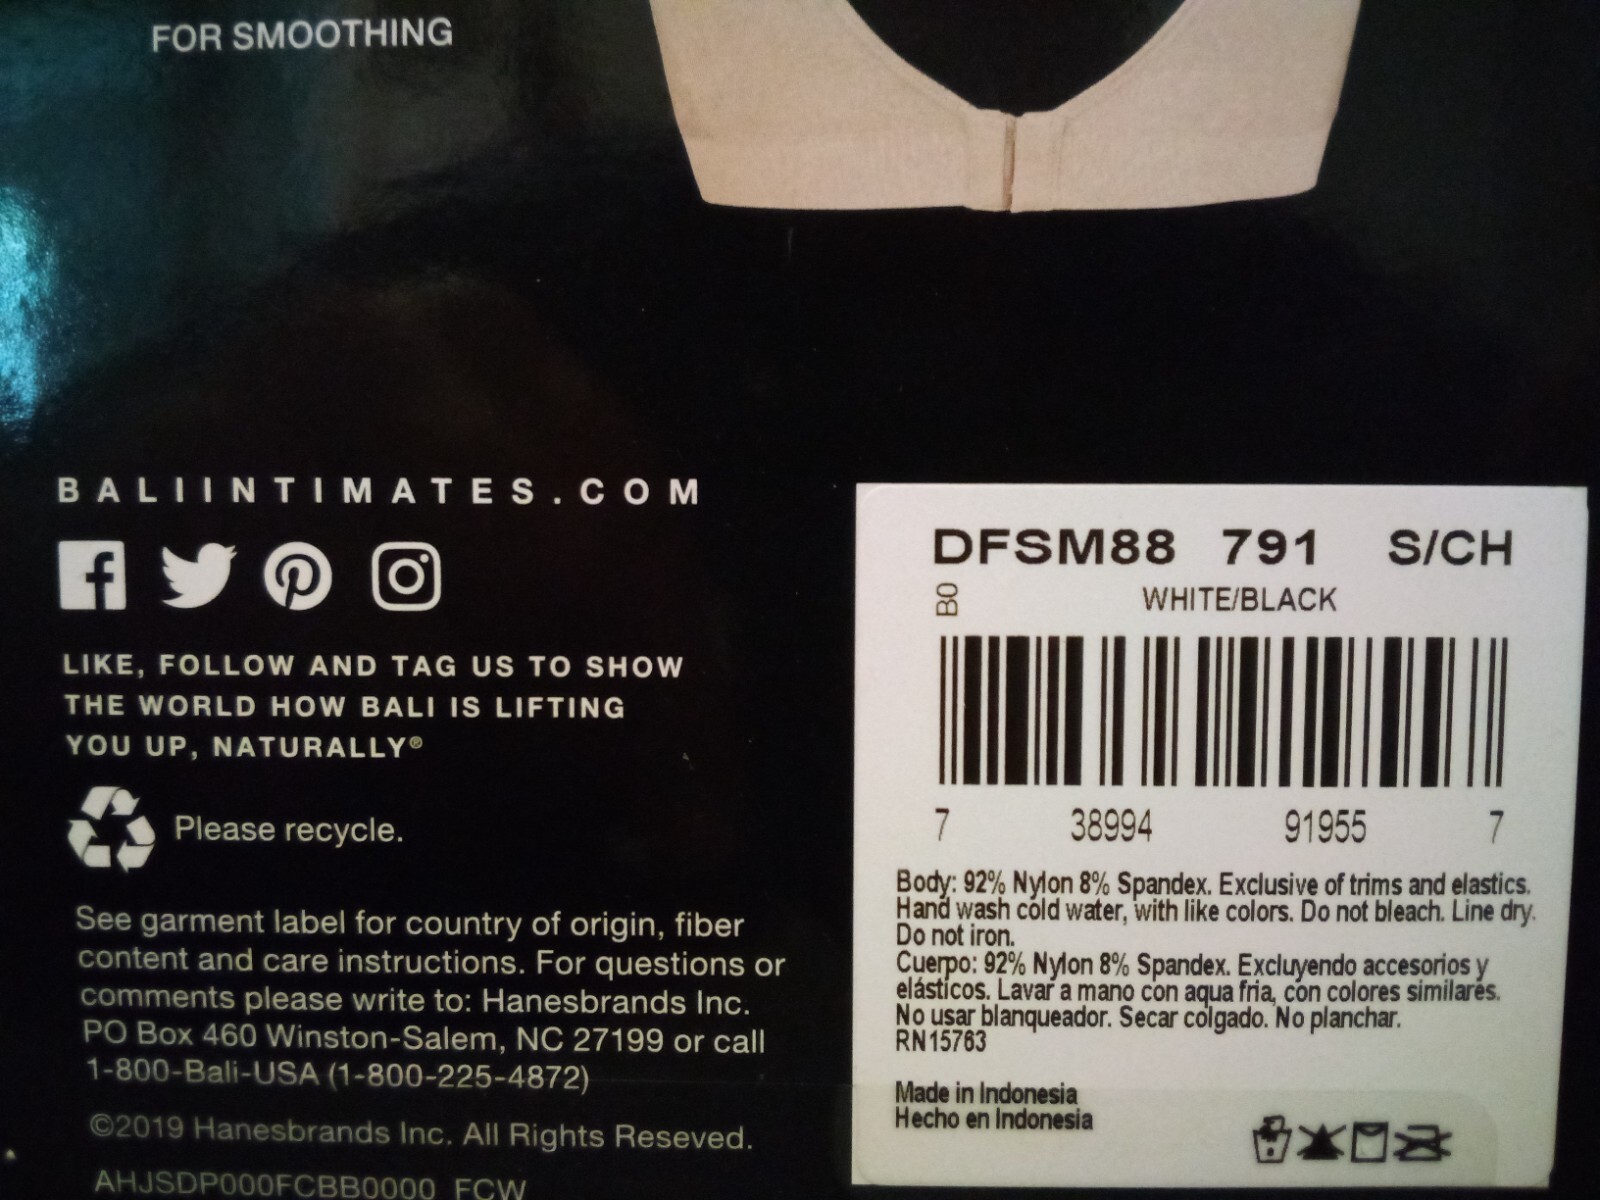 FOR SMOOTHING
BALIINTIMATES.COM
LIKE, FOLLOW AND TAG US TO SHOW
THE WORLD HOW BALI IS LIFTING
YOU UP, NATURALLY®
Please recycle.
See garment label for country of origin, fiber
content and care instructions. For questions or
comments please write to: Hanesbrands Inc.
PO Box 460 Winston-Salem, NC 27199 or call
1-800-Bali-USA (1-800-225-4872)
©2019 Hanesbrands Inc. All Rights Reseved.
AHJSDP000FCBB0000 FCW
DFSM88 791 S/CH
B0
WHITE/BLACK
7 38994 91955 7
Body: 92% Nylon 8% Spandex. Exclusive of trims and elastics.
Hand wash cold water, with like colors. Do not bleach. Line dry.
Do not iron.
Cuerpo: 92% Nylon 8% Spandex. Excluyendo accesorios y
elásticos. Lavar a mano con aqua fria, con colores similares.
No usar blanqueador. Secar colgado. No planchar.
RN15763
Made in Indonesia
Hecho en Indonesia